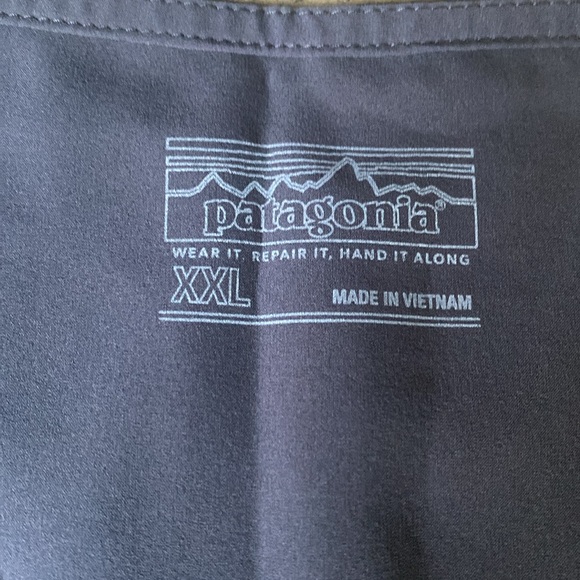 patagonia®
WEAR IT, REPAIR IT, HAND IT ALONG
XXL MADE IN VIETNAM